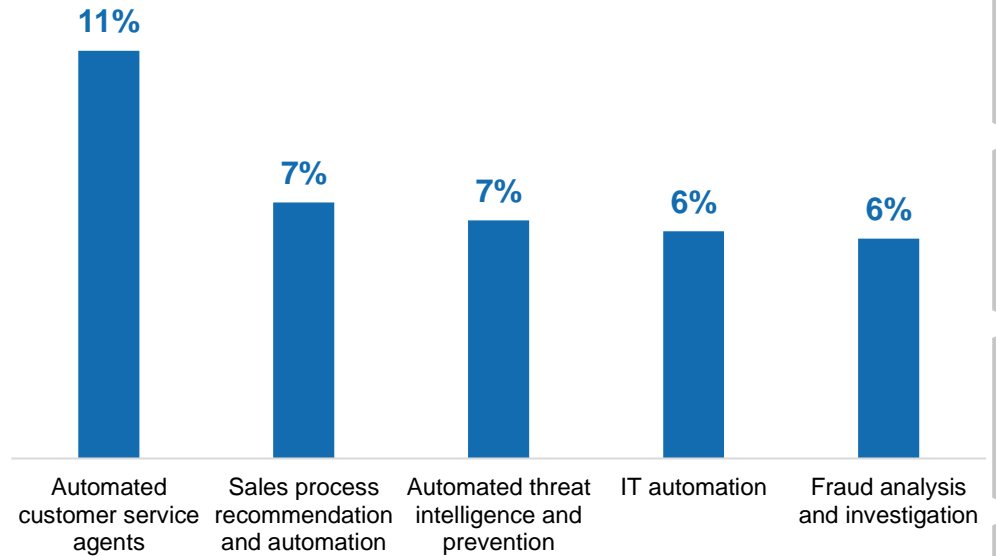 11%
7%
7%
6%
6%
Automated
customer service
agents
Sales process
recommendation
and automation
Automated threat
intelligence and
prevention
IT automation
Fraud analysis
and investigation